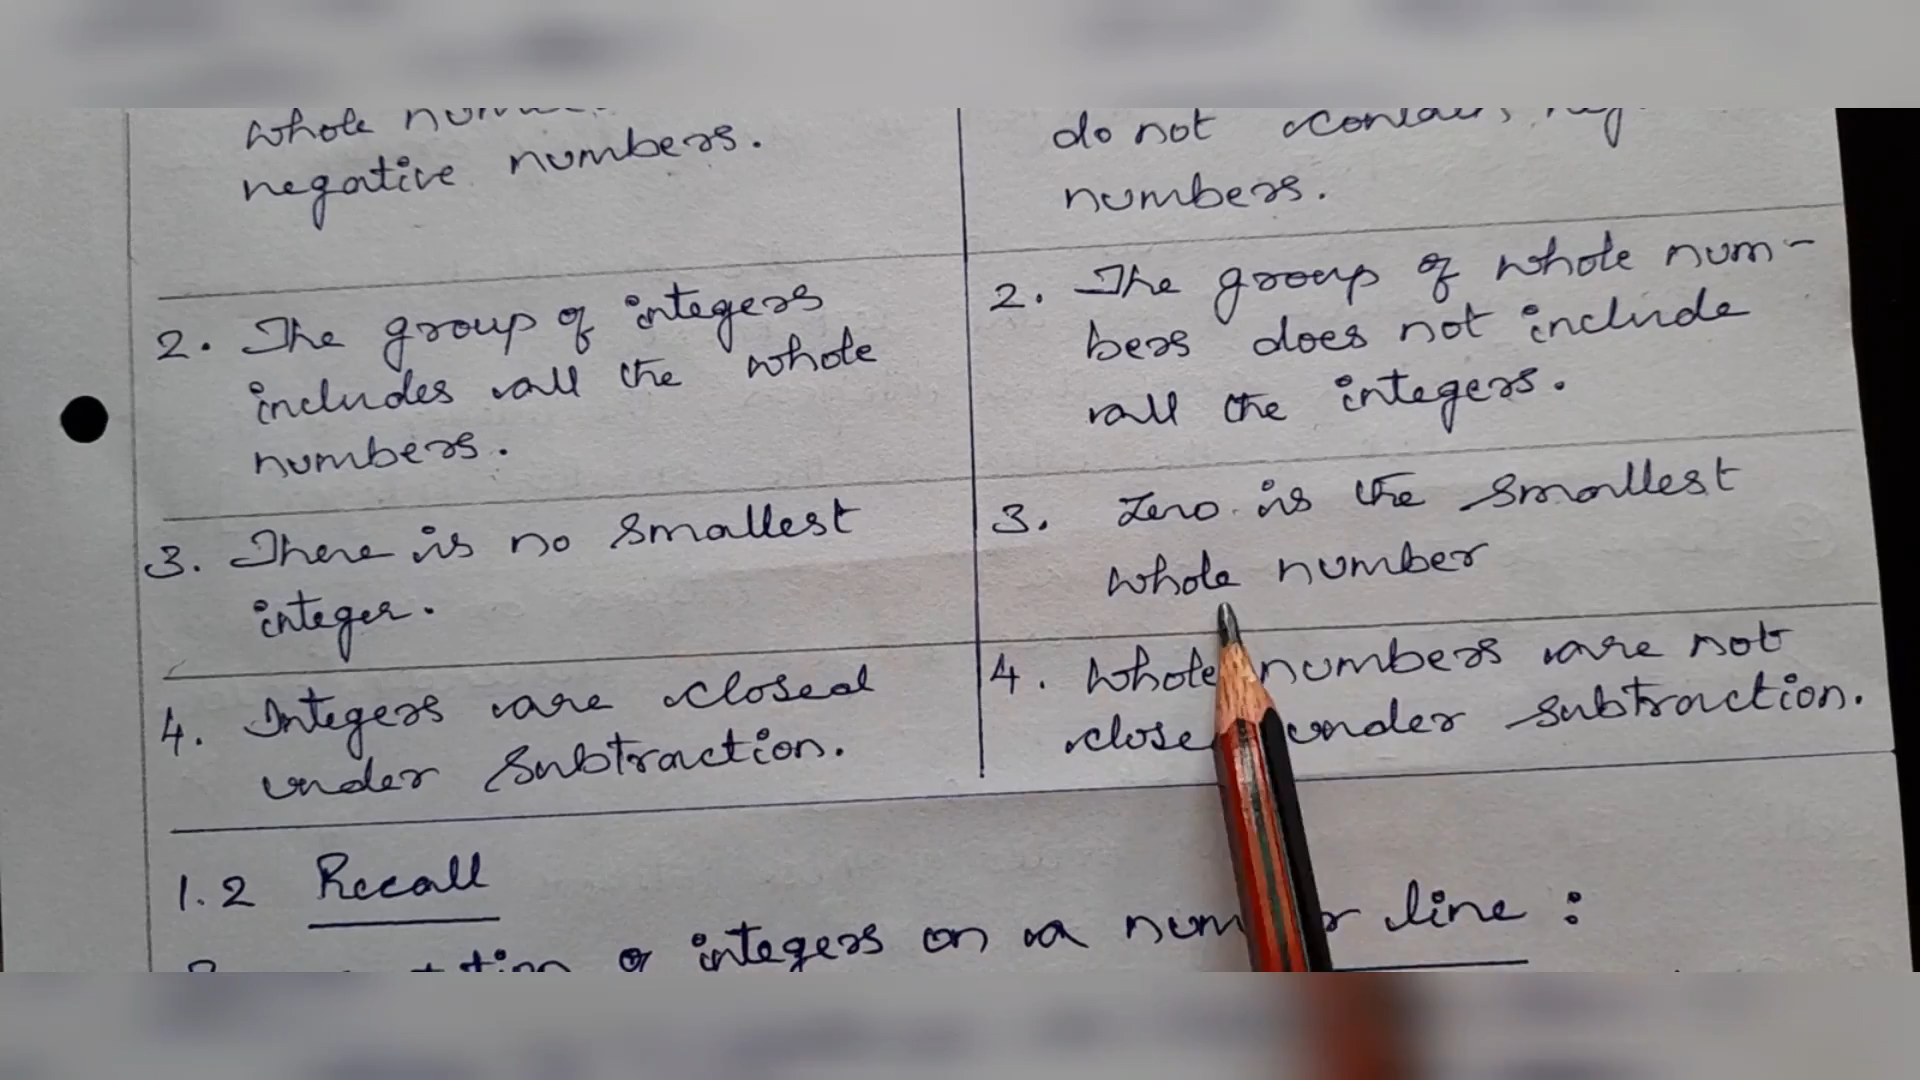 whole
negative numbers.
do not
numbers.
2. The group of integers
includes all the whole
numbers.
2. The group of whole num-
bers does not include
all the integers.
3. There is no smallest
integer.
3. Zero is the smallest
whole number
4. Integers are closed
under subtraction.
4. Whole numbers are not
close under subtraction.
1.2 Recall
of integers on a line :